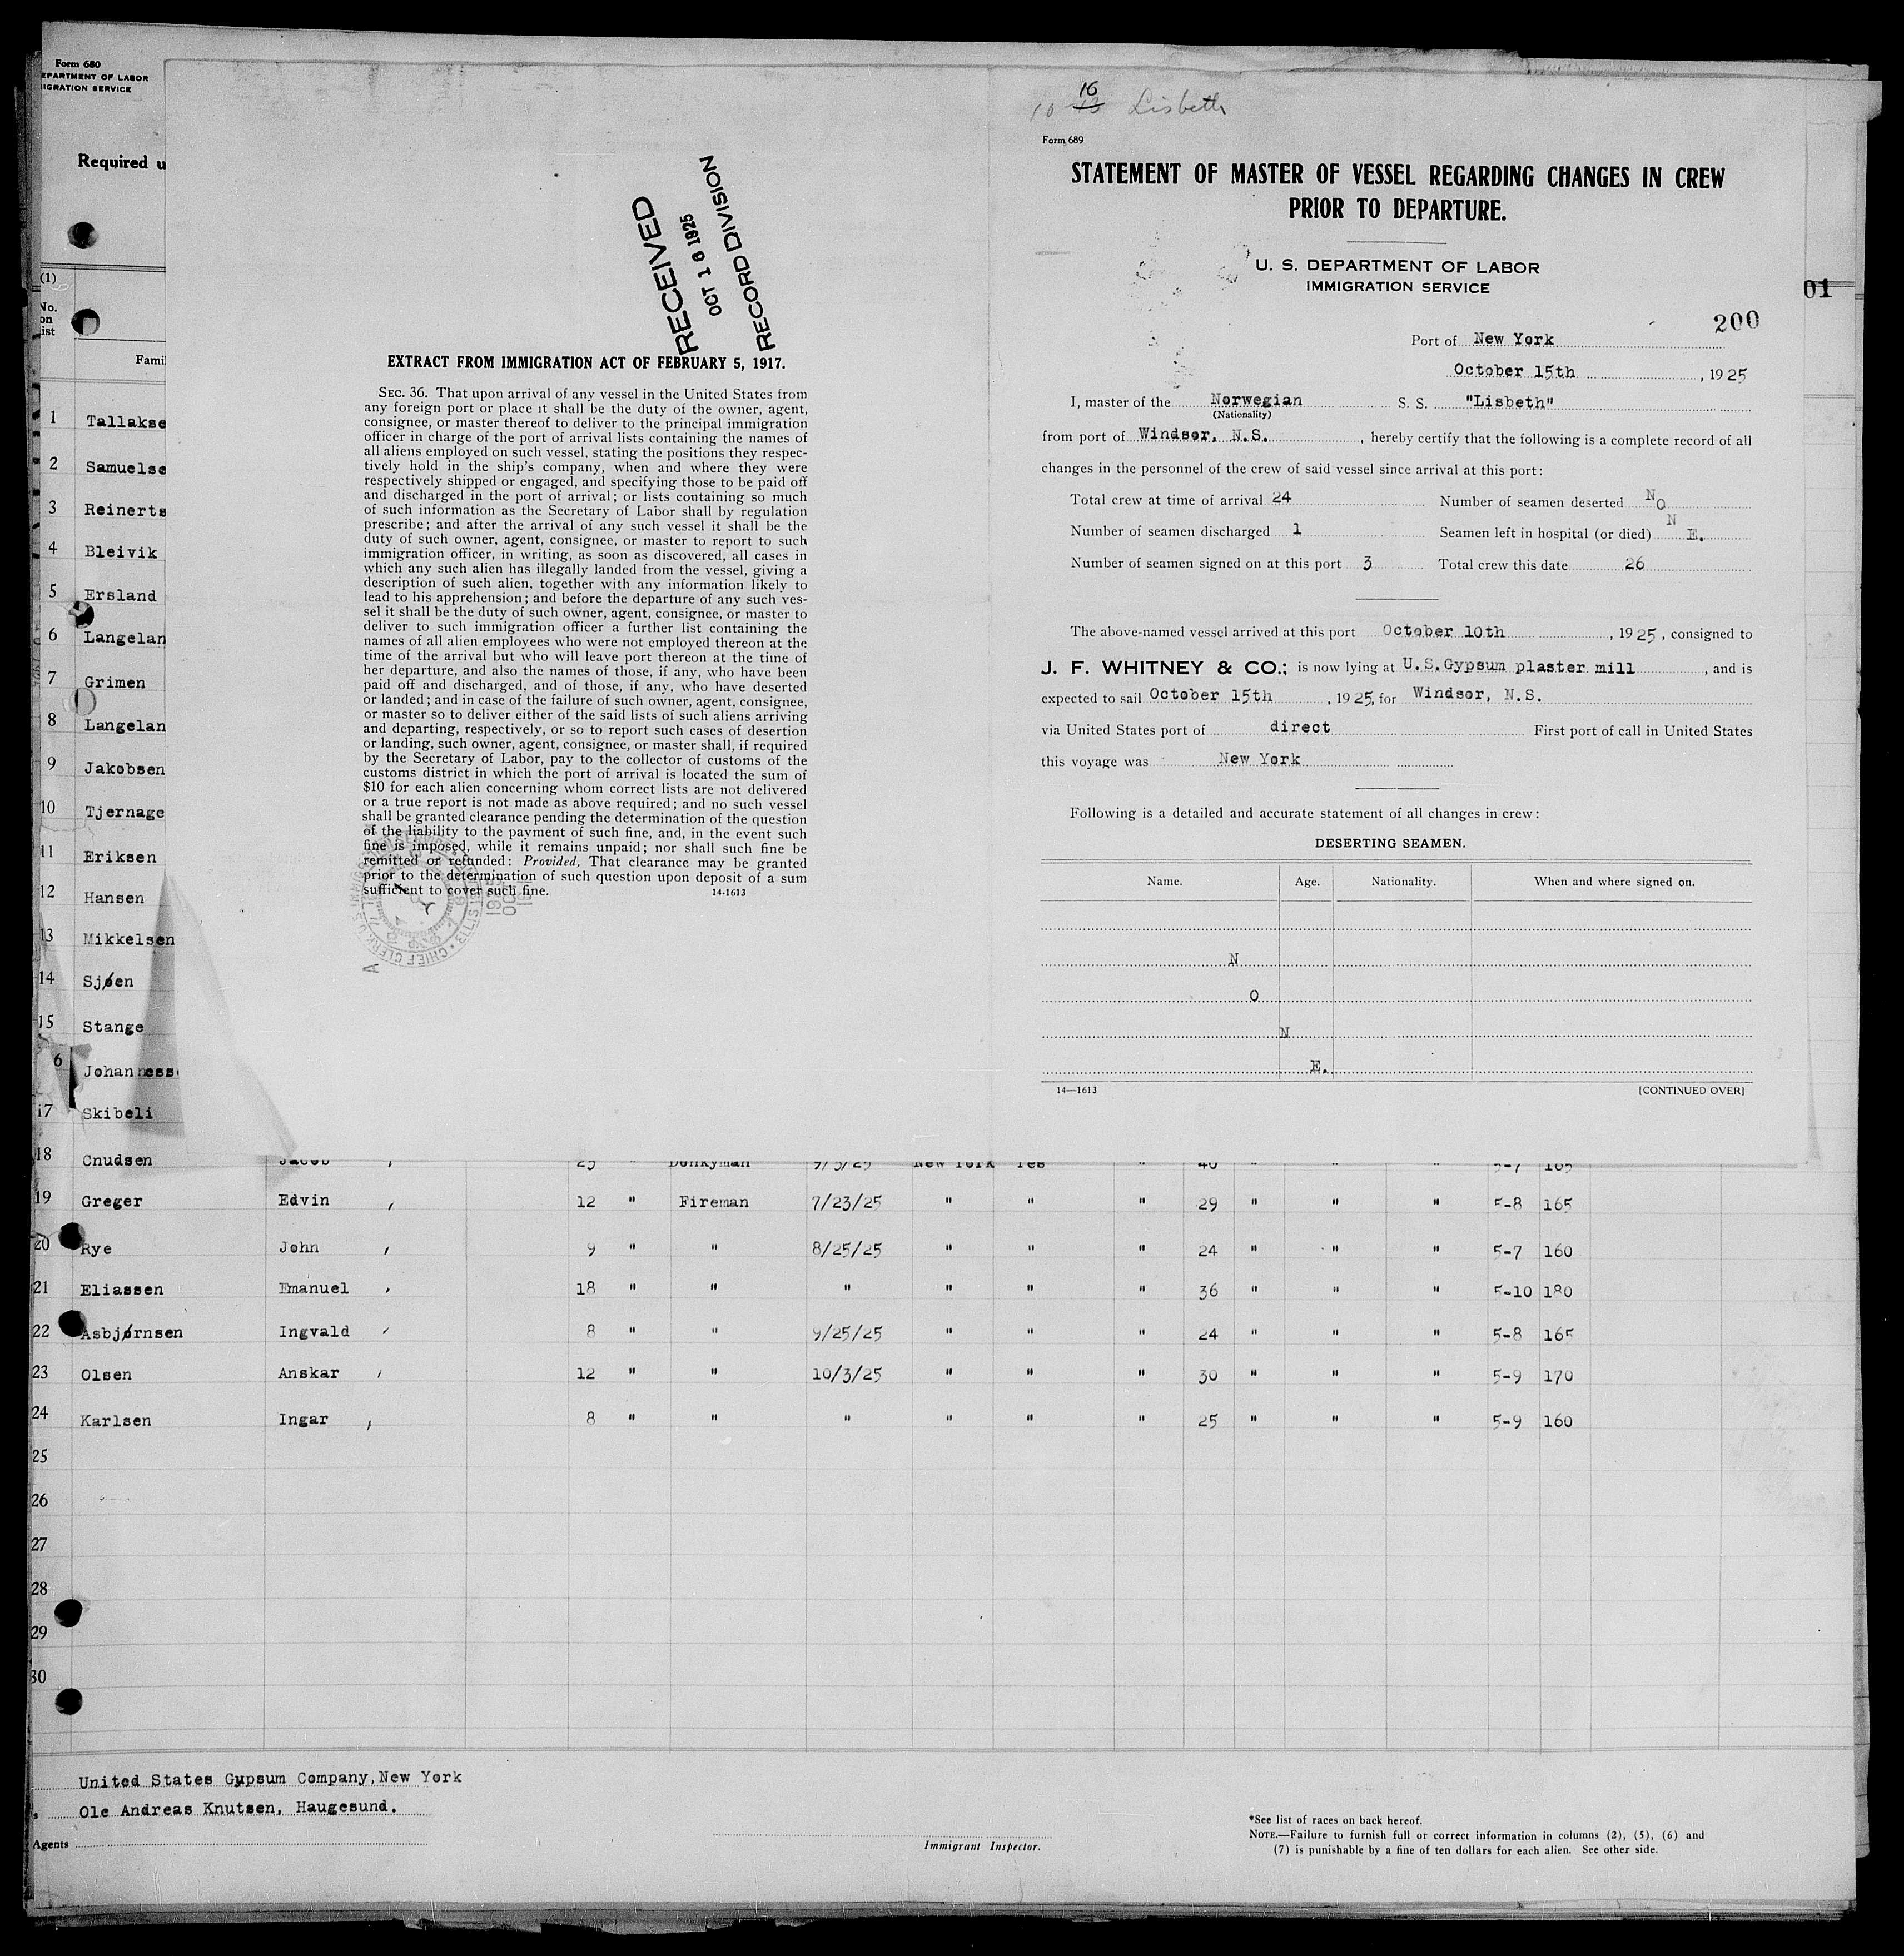 Form 680
EPARTMENT OF LABOR
IGRATION SERVICE
Required u
(1)
No.
on
ist
Famil
1 Tallakse
2 Samuelse
3 Reinerts
4 Bleivik
5 Ersland
6 Langelan
7 Grimen
8 Langelan
9 Jakobsen
10 Tjernage
11 Eriksen
12 Hansen
13 Mikkelsen
14 Sjøen
15 Stange
6 Johanness
17 Skibeli
RECEIVED
OCT 16 1925
RECORD DIVISION
EXTRACT FROM IMMIGRATION ACT OF FEBRUARY 5, 1917.
SEC. 36. That upon arrival of any vessel in the United States from
any foreign port or place it shall be the duty of the owner, agent,
consignee, or master thereof to deliver to the principal immigration
officer in charge of the port of arrival lists containing the names of
all aliens employed on such vessel, stating the positions they respec-
tively hold in the ship's company, when and where they were
respectively shipped or engaged, and specifying those to be paid off
and discharged in the port of arrival; or lists containing so much
of such information as the Secretary of Labor shall by regulation
prescribe; and after the arrival of any such vessel it shall be the
duty of such owner, agent, consignee, or master to report to such
immigration officer, in writing, as soon as discovered, all cases in
which any such alien has illegally landed from the vessel, giving a
description of such alien, together with any information likely to
lead to his apprehension; and before the departure of any such ves-
sel it shall be the duty of such owner, agent, consignee, or master to
deliver to such immigration officer a further list containing the
names of all alien employees who were not employed thereon at the
time of the arrival but who will leave port thereon at the time of
her departure, and also the names of those, if any, who have been
paid off and discharged, and of those, if any, who have deserted
or landed; and in case of the failure of such owner, agent, consignee,
or master so to deliver either of the said lists of such aliens arriving
and departing, respectively, or so to report such cases of desertion
or landing, such owner, agent, consignee, or master shall, if required
by the Secretary of Labor, pay to the collector of customs of the
customs district in which the port of arrival is located the sum of
$10 for each alien concerning whom correct lists are not delivered
or a true report is not made as above required; and no such vessel
shall be granted clearance pending the determination of the question
of the liability to the payment of such fine, and, in the event such
fine is imposed, while it remains unpaid; nor shall such fine be
remitted or refunded: Provided, That clearance may be granted
prior to the determination of such question upon deposit of a sum
sufficient to cover such fine. 14-1613
10 16 13 Lisbeth
Form 689
STATEMENT OF MASTER OF VESSEL REGARDING CHANGES IN CREW
PRIOR TO DEPARTURE.
U. S. DEPARTMENT OF LABOR
IMMIGRATION SERVICE
01
200
Port of New York
October 15th, 1925
I, master of the Norwegian S. S. "Lisbeth"
(Nationality)
from port of Windsor, N.S., hereby certify that the following is a complete record of all
changes in the personnel of the crew of said vessel since arrival at this port:
Total crew at time of arrival 24 Number of seamen deserted NO
Number of seamen discharged 1 Seamen left in hospital (or died) N E.
Number of seamen signed on at this port 3 Total crew this date 26
The above-named vessel arrived at this port October 10th, 1925, consigned to
J. F. WHITNEY & CO.; is now lying at U.S.Gypsum plaster mill, and is
expected to sail October 15th, 1925, for Windsor, N.S.
via United States port of direct First port of call in United States
this voyage was New York
Following is a detailed and accurate statement of all changes in crew:
DESERTING SEAMEN.
Name. Age. Nationality. When and where signed on.
N
O
N
E.
14—1613 [CONTINUED OVER]
18 Cnudsen Jacob 25 " Donkyman 9/3/25 New York Yes " 40 " " " 5-7 165
19 Greger Edvin 12 " Fireman 7/23/25 " " " 29 " " " 5-8 165
20 Rye John 9 " " 8/25/25 " " " 24 " " " 5-7 160
21 Eliassen Emanuel 18 " " " " " " 36 " " " 5-10 180
22 Asbjørnsen Ingvald 8 " " 9/25/25 " " " 24 " " " 5-8 165
23 Olsen Anskar 12 " " 10/3/25 " " " 30 " " " 5-9 170
24 Karlsen Ingar 8 " " " " " " 25 " " " 5-9 160
25
26
27
28
29
30
United States Gypsum Company,New York
Ole Andreas Knutsen, Haugesund.
Agents
Immigrant Inspector.
*See list of races on back hereof.
NOTE.—Failure to furnish full or correct information in columns (2), (5), (6) and
(7) is punishable by a fine of ten dollars for each alien. See other side.